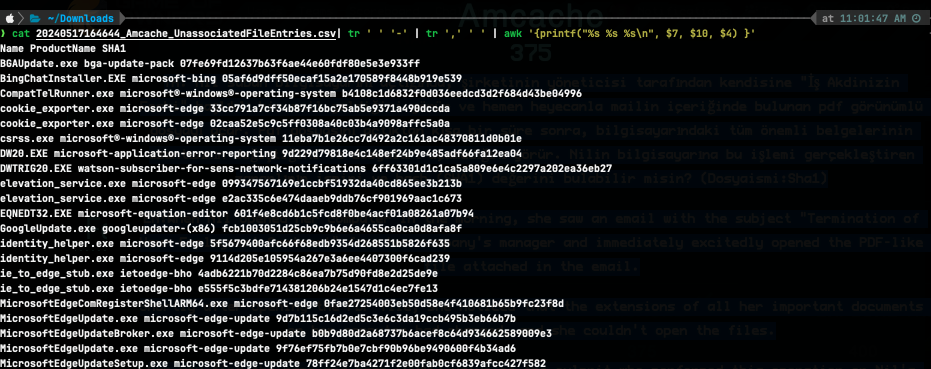 Amcache
~/Downloads at 11:01:47 AM
❯ cat 20240517164644_Amcache_UnassociatedFileEntries.csv| tr ' ' '-' | tr ',' ' ' | awk '{printf("%s %s %s\n", $7, $10, $4) }'
375
Name ProductName SHA1
BGAUpdate.exe bga-update-pack 07fe69fd12637b63f6ae44e60fdf80e5e3e933ff
BingChatInstaller.EXE microsoft-bing 05af6d9dff50ecaf15a2e170589f8448b919e539
CompatTelRunner.exe microsoft®-windows®-operating-system b4108c1d6832f0d036eedcd3d2f684d43be04996
cookie_exporter.exe microsoft-edge 33cc791a7cf34b87f16bc75ab5e9371a490dccda
cookie_exporter.exe microsoft-edge 02caa52e5c9c5ff0308a40c03b4a9098affc5a0a
csrss.exe microsoft®-windows®-operating-system 11eba7b1e26cc7d492a2c161ac48370811d0b01e
DW20.EXE microsoft-application-error-reporting 9d229d79818e4c148ef24b9e485adf66fa12ea04
DWTRIG20.EXE watson-subscriber-for-sens-network-notifications 6ff63301d1c1ca5a809e6e4c2297a202ea36eb27
elevation_service.exe microsoft-edge 099347567169e1ccbf51932da40cd865ee3b213b
elevation_service.exe microsoft-edge e2ac335c6e474daaeb9ddb76cf901969aac1c673
EQNEDT32.EXE microsoft-equation-editor 601f4e8cd6b1c5fcd8f0be4acf01a08261a07b94
GoogleUpdate.exe googleupdater-(x86) fcb1003051d25cb9c9b6e6a4655ca0ca0d8afa8f
identity_helper.exe microsoft-edge 5f5679400afc66f68edb9354d268551b5826f635
identity_helper.exe microsoft-edge 9114d205e105954a267e3a6ee4407300f6cad239
ie_to_edge_stub.exe ietoedge-bho 4adb6221b70d2284c86ea7b75d90fd8e2d25de9e
ie_to_edge_stub.exe ietoedge-bho e555f5c3bdfe714381206b24e1547d1c4ec7fe13
MicrosoftEdgeComRegisterShellARM64.exe microsoft-edge 0fae27254003eb50d58e4f410681b65b9fc23f8d
MicrosoftEdgeUpdate.exe microsoft-edge-update 9d7b115c16d2ed5c3e6c3da19ccb495b3eb66b7b
MicrosoftEdgeUpdateBroker.exe microsoft-edge-update b0b9d80d2a68737b6acef8c64d934662589009e3
MicrosoftEdgeUpdate.exe microsoft-edge-update 9f76ef75fb7b0e7cbf90b96be9490600f4b34ad6
MicrosoftEdgeUpdateSetup.exe microsoft-edge-update 78ff24e7ba4271f2e00fab0cf6839afcc427f582